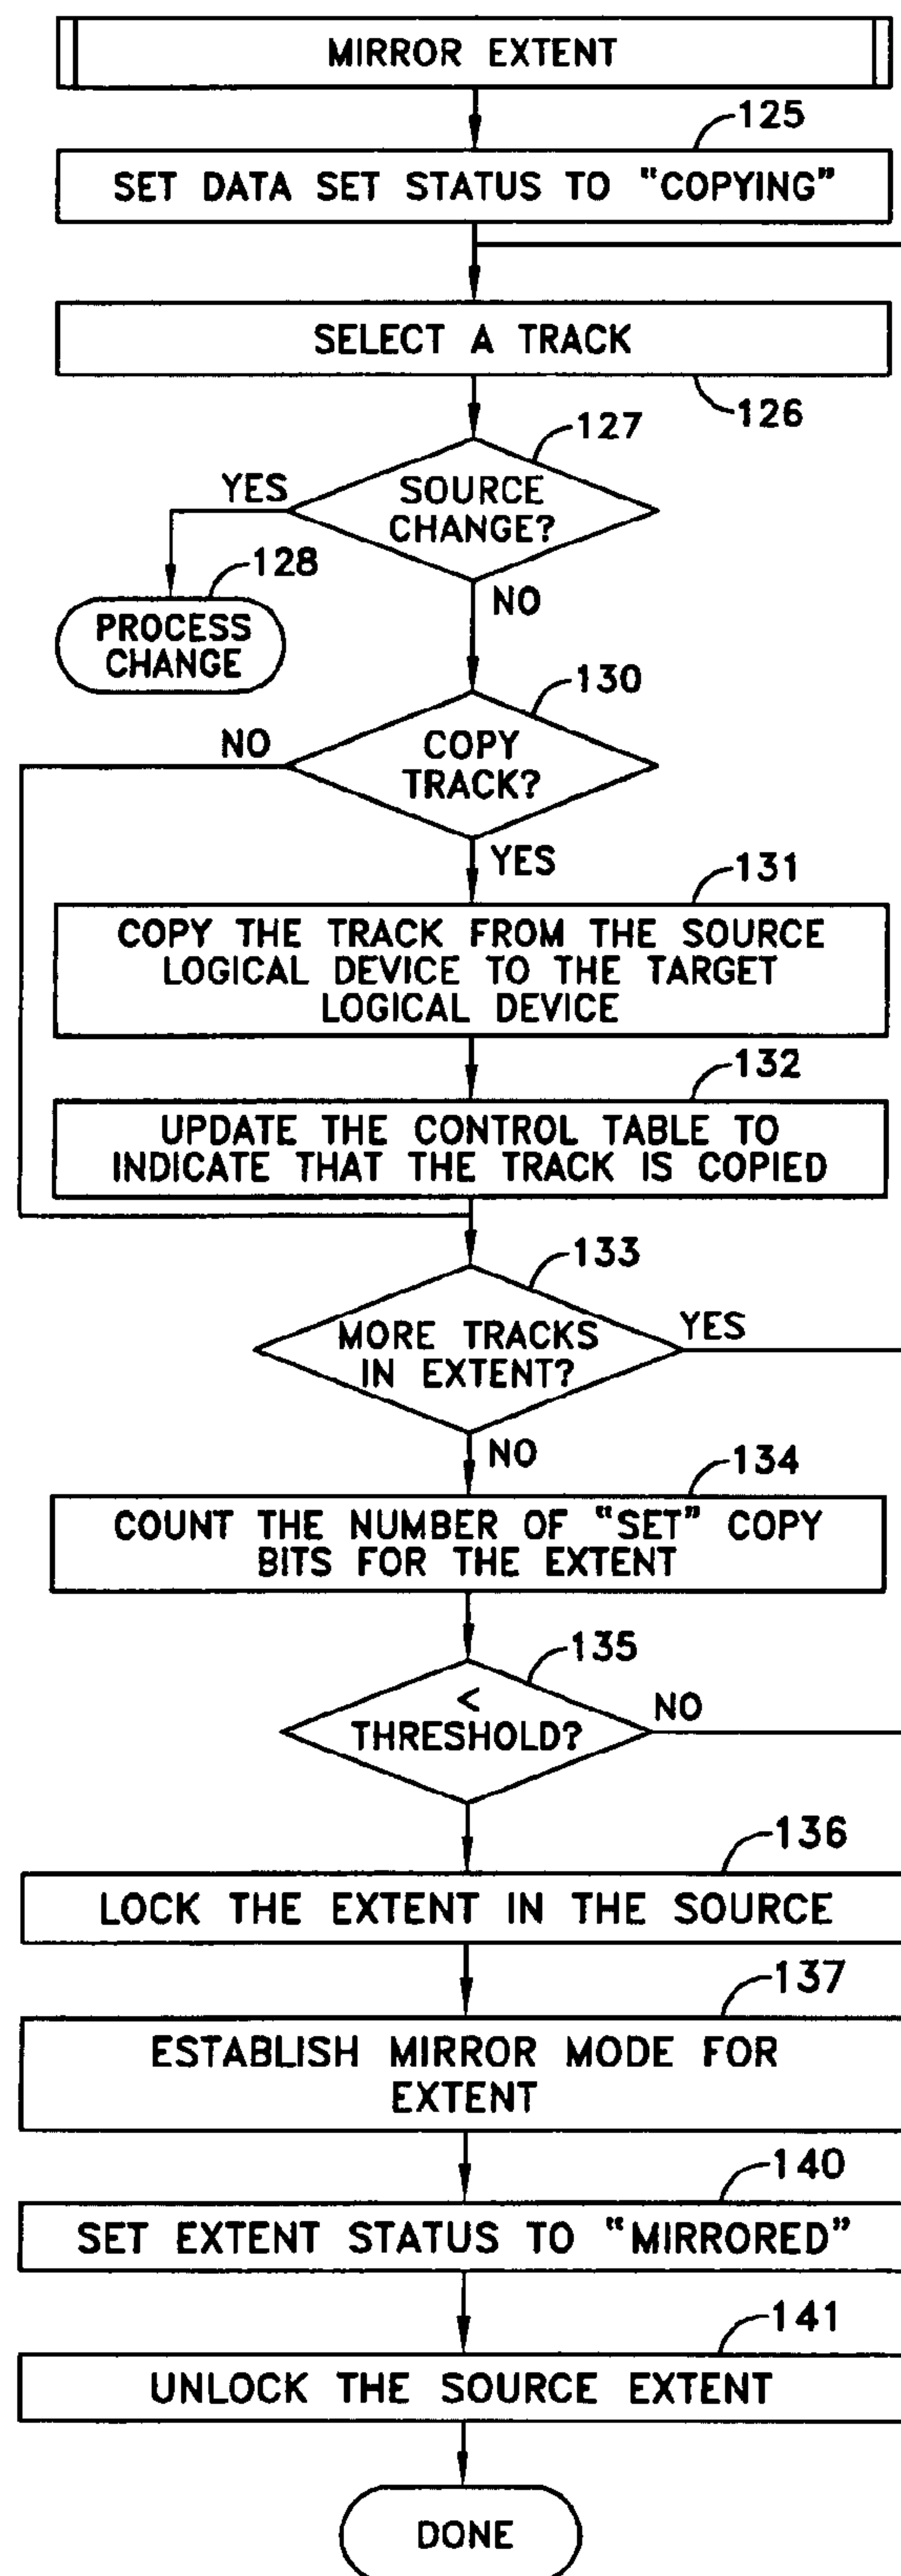 MIRROR EXTENT
125
SET DATA SET STATUS TO "COPYING"
SELECT A TRACK
126
127
SOURCE
CHANGE?
YES
128
PROCESS
CHANGE
NO
130
COPY
TRACK?
NO
YES
131
COPY THE TRACK FROM THE SOURCE
LOGICAL DEVICE TO THE TARGET
LOGICAL DEVICE
132
UPDATE THE CONTROL TABLE TO
INDICATE THAT THE TRACK IS COPIED
133
MORE TRACKS
IN EXTENT?
YES
NO
134
COUNT THE NUMBER OF "SET" COPY
BITS FOR THE EXTENT
135
<
THRESHOLD?
NO
136
LOCK THE EXTENT IN THE SOURCE
137
ESTABLISH MIRROR MODE FOR
EXTENT
140
SET EXTENT STATUS TO "MIRRORED"
141
UNLOCK THE SOURCE EXTENT
DONE